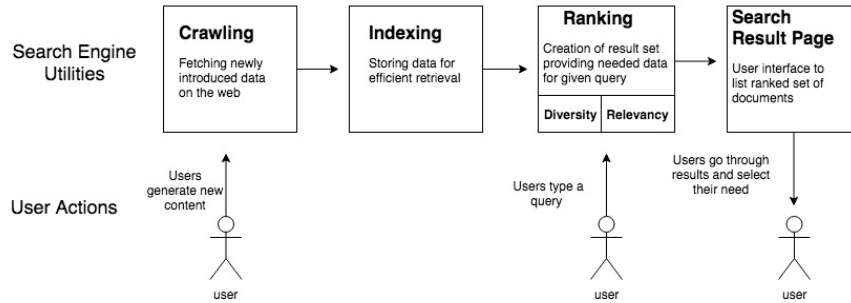 Search Engine
Utilities
Crawling
Fetching newly
introduced data
on the web
Indexing
Storing data for
efficient retrieval
Ranking
Creation of result set
providing needed data
for given query
Diversity
Relevancy
Search
Result Page
User interface to
list ranked set of
documents
User Actions
Users
generate new
content
user
Users type a
query
user
Users go through
results and select
their need
user